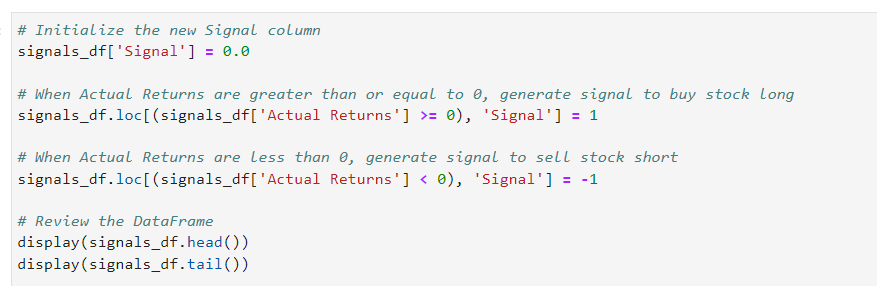 # Initialize the new Signal column
signals_df['Signal'] = 0.0
# When Actual Returns are greater than or equal to 0, generate signal to buy stock long
signals_df.loc[(signals_df['Actual Returns'] >= 0), 'Signal'] = 1
# When Actual Returns are less than 0, generate signal to sell stock short
signals_df.loc[(signals_df['Actual Returns'] < 0), 'Signal'] = -1
# Review the DataFrame
display(signals_df.head())
display(signals_df.tail())